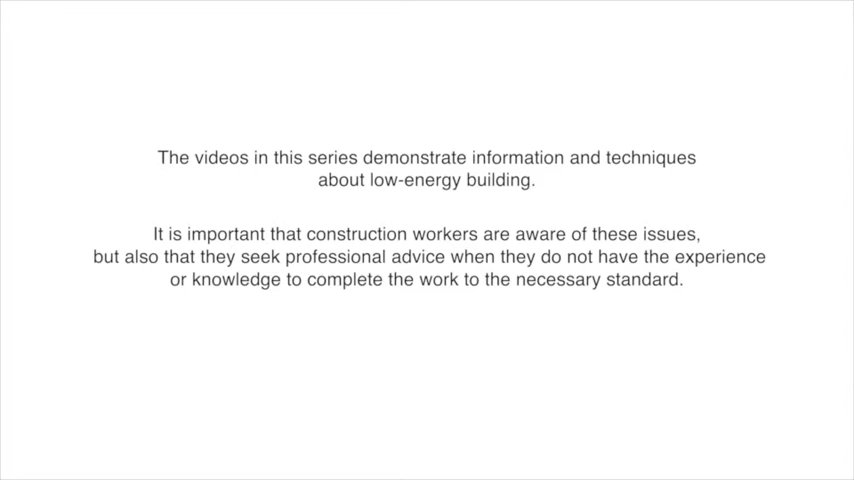 The videos in this series demonstrate information and techniques
about low-energy building.
It is important that construction workers are aware of these issues,
but also that they seek professional advice when they do not have the experience
or knowledge to complete the work to the necessary standard.